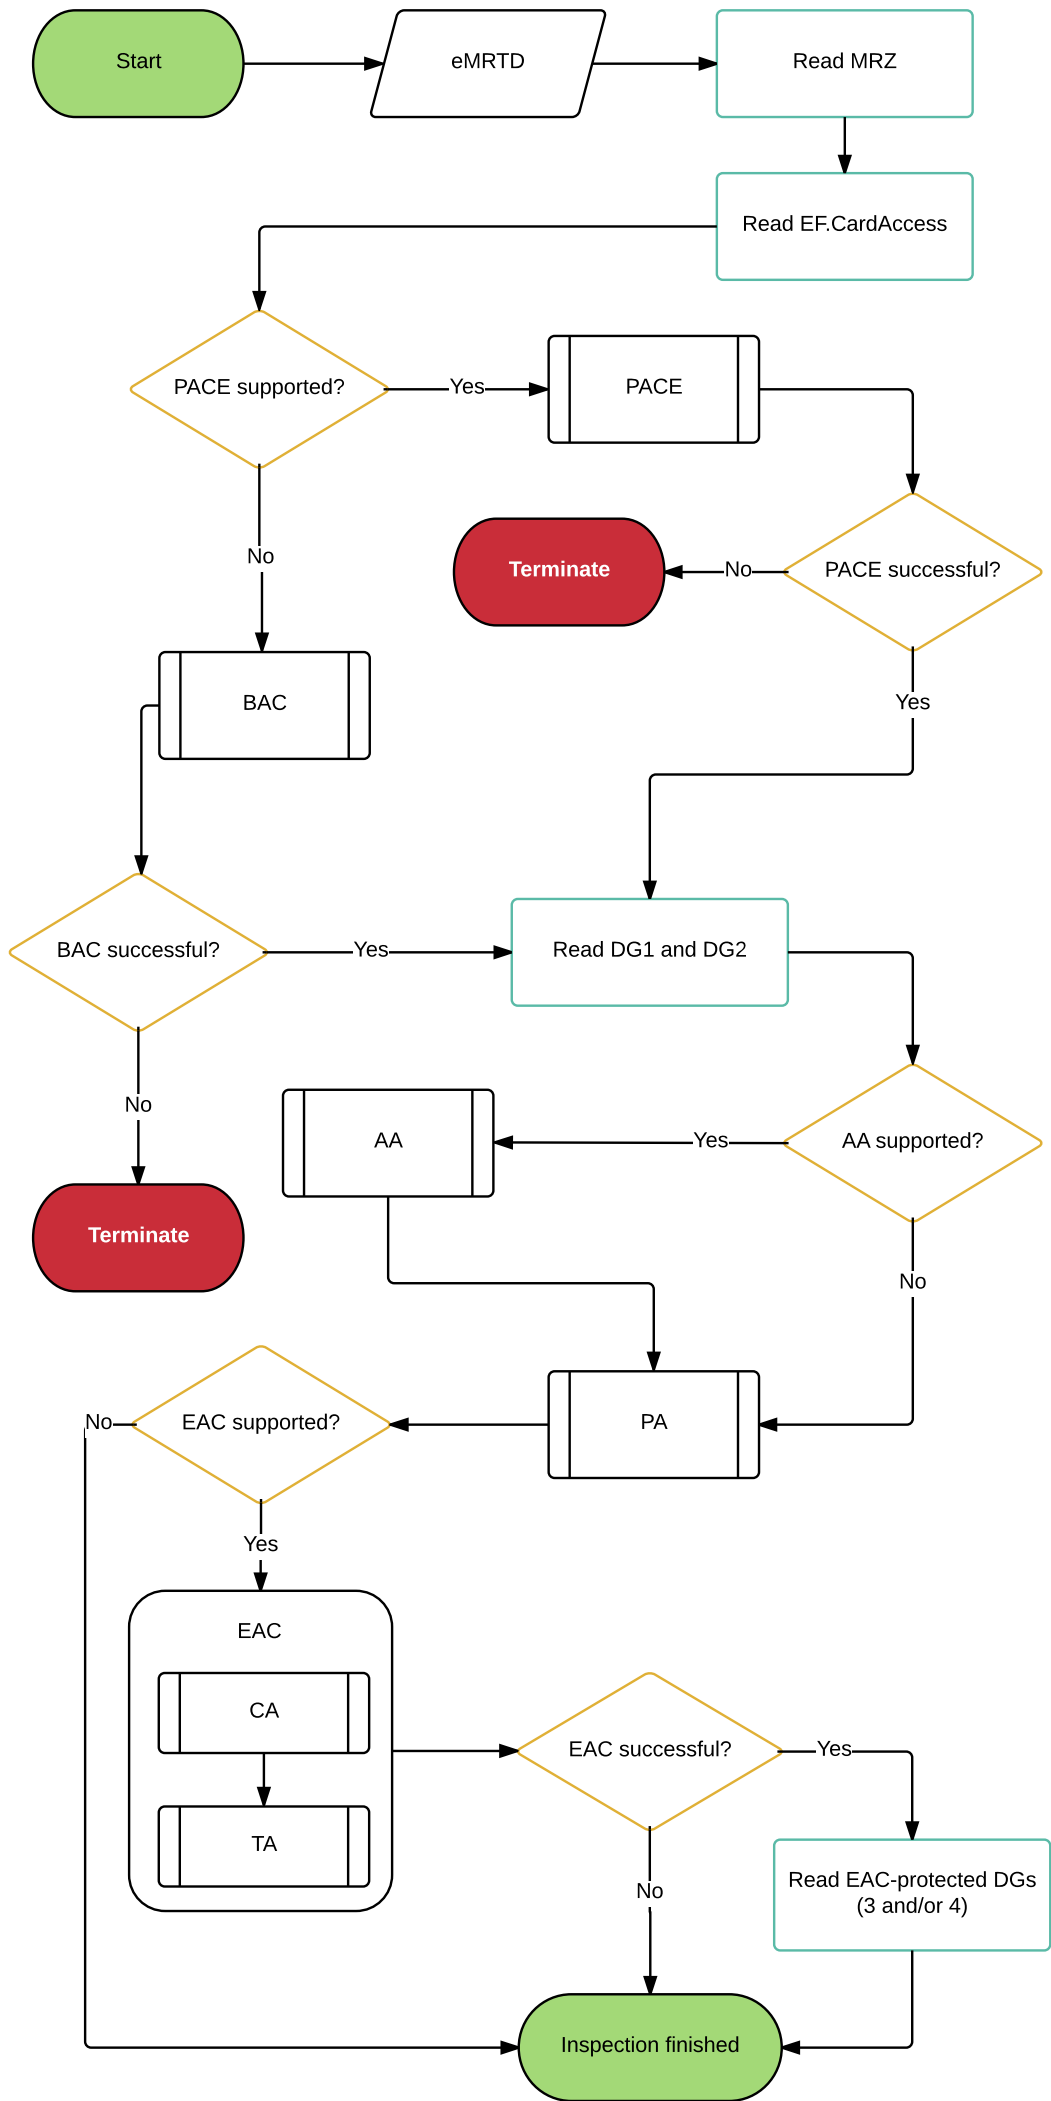 Start
eMRTD
Read MRZ
Read EF.CardAccess
PACE supported?
Yes
PACE
No
Terminate
No
PACE successful?
BAC
Yes
BAC successful?
Yes
Read DG1 and DG2
No
AA
Yes
AA supported?
Terminate
No
No
EAC supported?
PA
Yes
EAC
CA
EAC successful?
Yes
TA
No
Read EAC-protected DGs
(3 and/or 4)
Inspection finished